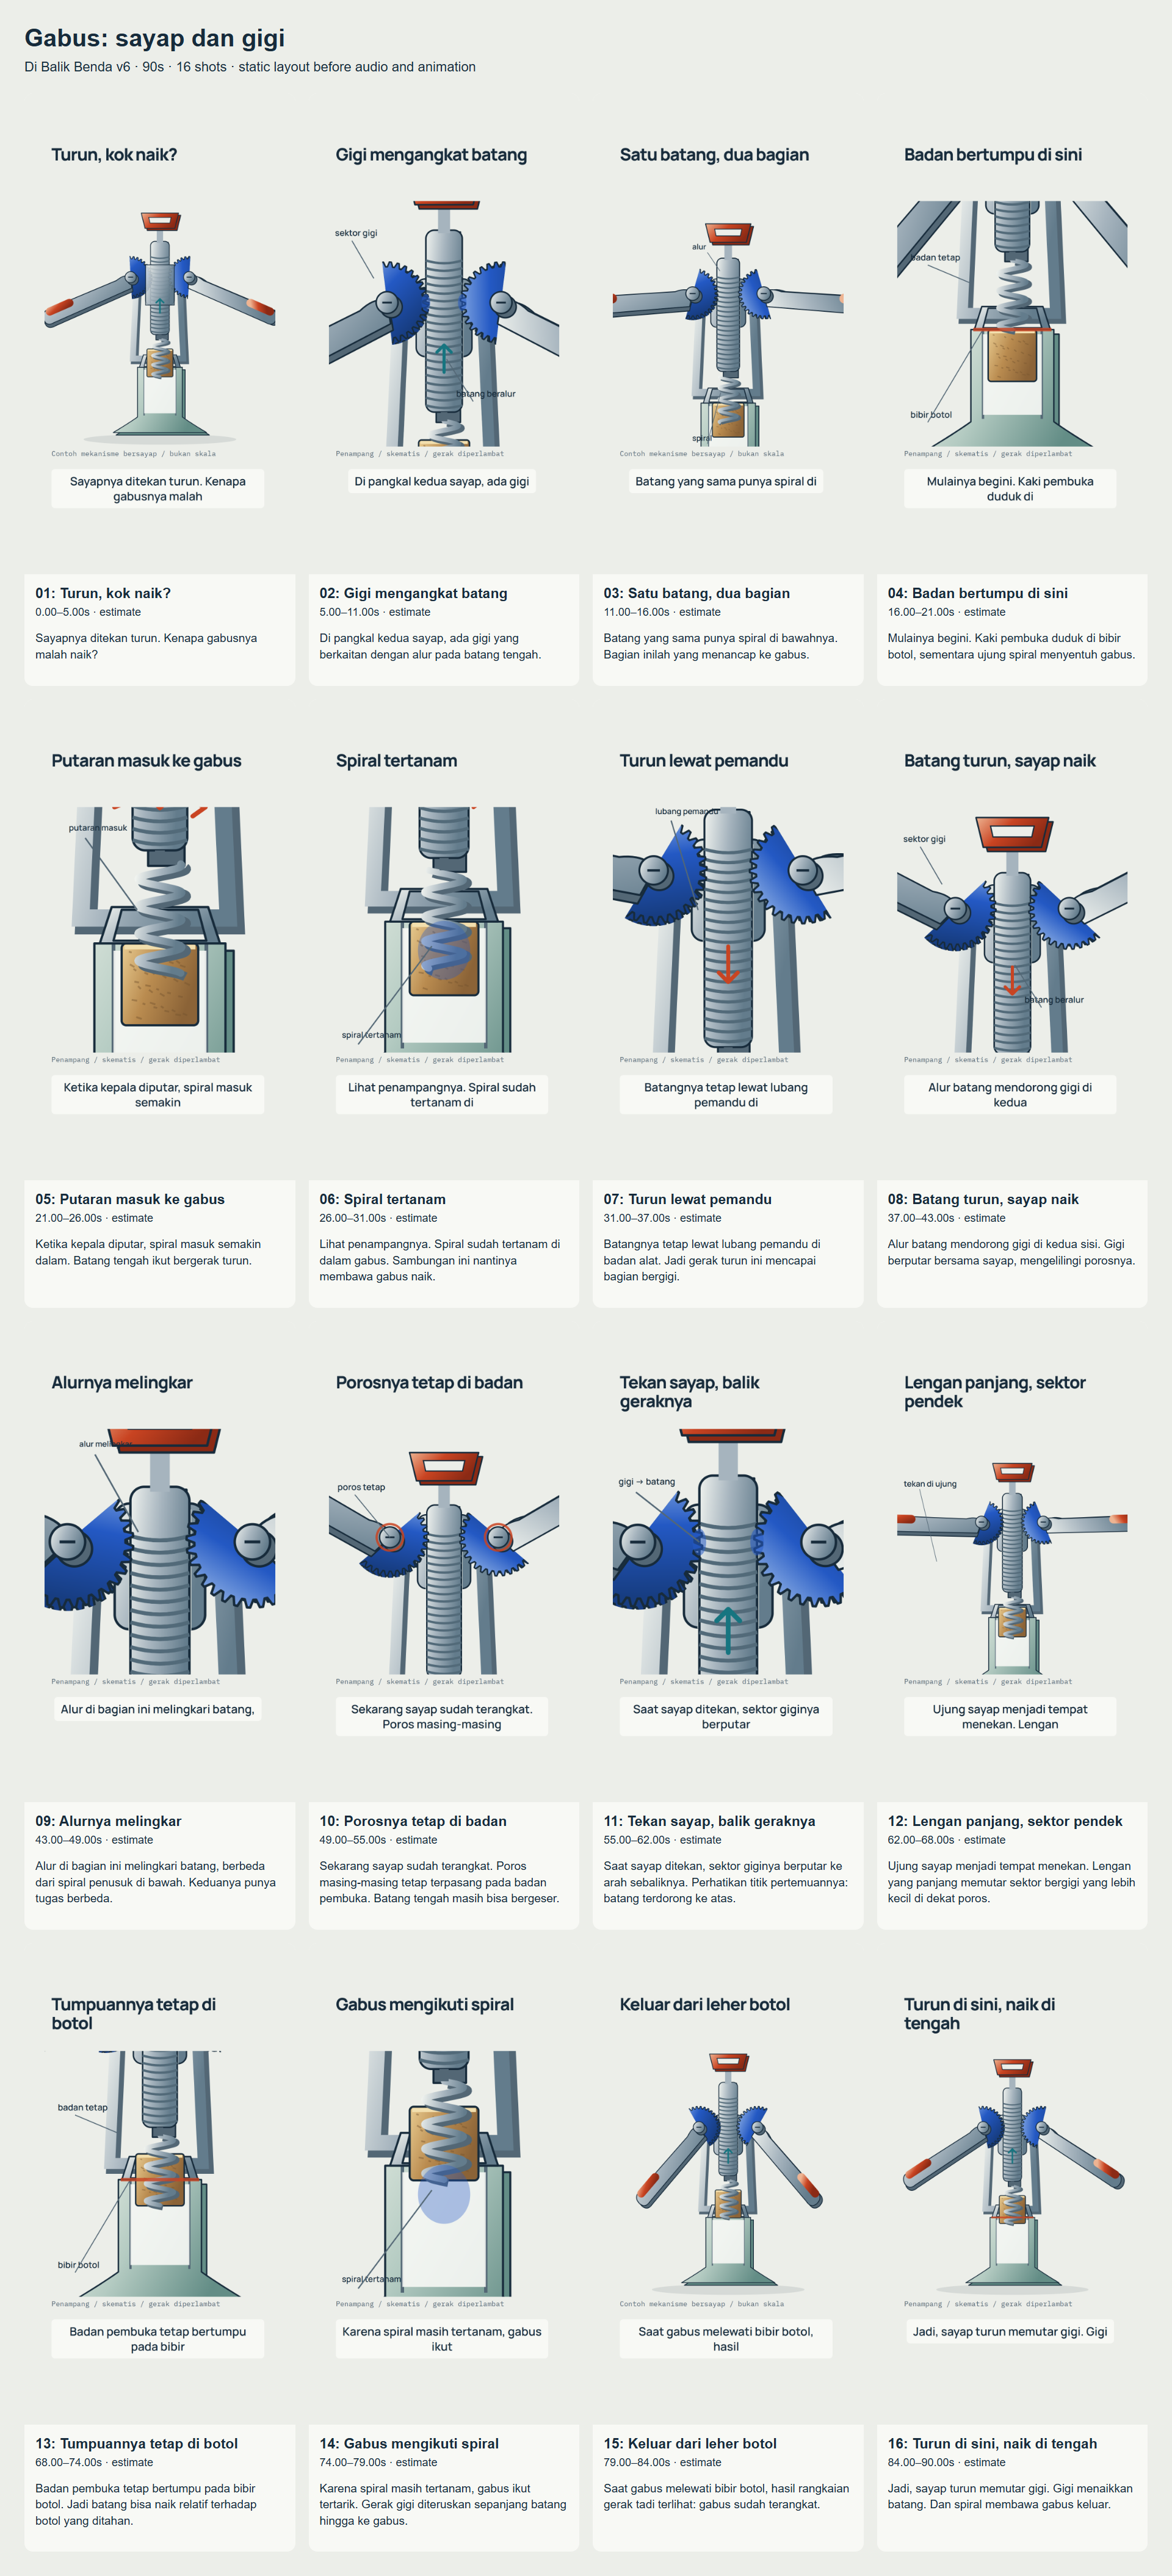 Gabus: sayap dan gigi
Di Balik Benda v6 · 90s · 16 shots · static layout before audio and animation
Turun, kok naik?
Contoh mekanisme bersayap / bukan skala
Sayapnya ditekan turun. Kenapa
gabusnya malah
01: Turun, kok naik?
0.00–5.00s · estimate
Sayapnya ditekan turun. Kenapa gabusnya
malah naik?
Gigi mengangkat batang
sektor gigi
batang beralur
Penampang / skematis / gerak diperlambat
Di pangkal kedua sayap, ada gigi
02: Gigi mengangkat batang
5.00–11.00s · estimate
Di pangkal kedua sayap, ada gigi yang
berkaitan dengan alur pada batang tengah.
Satu batang, dua bagian
alur
spiral
Contoh mekanisme bersayap / bukan skala
Batang yang sama punya spiral di
03: Satu batang, dua bagian
11.00–16.00s · estimate
Batang yang sama punya spiral di bawahnya.
Bagian inilah yang menancap ke gabus.
Badan bertumpu di sini
badan tetap
bibir botol
Penampang / skematis / gerak diperlambat
Mulainya begini. Kaki pembuka
duduk di
04: Badan bertumpu di sini
16.00–21.00s · estimate
Mulainya begini. Kaki pembuka duduk di bibir
botol, sementara ujung spiral menyentuh gabus.
Putaran masuk ke gabus
putaran masuk
Penampang / skematis / gerak diperlambat
Ketika kepala diputar, spiral masuk
semakin
05: Putaran masuk ke gabus
21.00–26.00s · estimate
Ketika kepala diputar, spiral masuk semakin
dalam. Batang tengah ikut bergerak turun.
Spiral tertanam
spiral tertanam
Penampang / skematis / gerak diperlambat
Lihat penampangnya. Spiral sudah
tertanam di
06: Spiral tertanam
26.00–31.00s · estimate
Lihat penampangnya. Spiral sudah tertanam di
dalam gabus. Sambungan ini nantinya
membawa gabus naik.
Turun lewat pemandu
lubang pemandu
Penampang / skematis / gerak diperlambat
Batangnya tetap lewat lubang
pemandu di
07: Turun lewat pemandu
31.00–37.00s · estimate
Batangnya tetap lewat lubang pemandu di
badan alat. Jadi gerak turun ini mencapai
bagian bergigi.
Batang turun, sayap naik
sektor gigi
batang beralur
Penampang / skematis / gerak diperlambat
Alur batang mendorong gigi di
kedua
08: Batang turun, sayap naik
37.00–43.00s · estimate
Alur batang mendorong gigi di kedua sisi. Gigi
berputar bersama sayap, mengelilingi porosnya.
Alurnya melingkar
alur melingkar
Penampang / skematis / gerak diperlambat
Alur di bagian ini melingkari batang,
09: Alurnya melingkar
43.00–49.00s · estimate
Alur di bagian ini melingkari batang, berbeda
dari spiral penusuk di bawah. Keduanya punya
tugas berbeda.
Porosnya tetap di badan
poros tetap
Penampang / skematis / gerak diperlambat
Sekarang sayap sudah terangkat.
Poros masing-masing
10: Porosnya tetap di badan
49.00–55.00s · estimate
Sekarang sayap sudah terangkat. Poros
masing-masing tetap terpasang pada badan
pembuka. Batang tengah masih bisa bergeser.
Tekan sayap, balik
geraknya
gigi → batang
Penampang / skematis / gerak diperlambat
Saat sayap ditekan, sektor giginya
berputar
11: Tekan sayap, balik geraknya
55.00–62.00s · estimate
Saat sayap ditekan, sektor giginya berputar ke
arah sebaliknya. Perhatikan titik pertemuannya:
batang terdorong ke atas.
Lengan panjang, sektor
pendek
tekan di ujung
Penampang / skematis / gerak diperlambat
Ujung sayap menjadi tempat
menekan. Lengan
12: Lengan panjang, sektor pendek
62.00–68.00s · estimate
Ujung sayap menjadi tempat menekan. Lengan
yang panjang memutar sektor bergigi yang lebih
kecil di dekat poros.
Tumpuannya tetap di
botol
badan tetap
bibir botol
Penampang / skematis / gerak diperlambat
Badan pembuka tetap bertumpu
pada bibir
13: Tumpuannya tetap di botol
68.00–74.00s · estimate
Badan pembuka tetap bertumpu pada bibir
botol. Jadi batang bisa naik relatif terhadap
botol yang ditahan.
Gabus mengikuti spiral
spiral tertanam
Penampang / skematis / gerak diperlambat
Karena spiral masih tertanam, gabus
ikut
14: Gabus mengikuti spiral
74.00–79.00s · estimate
Karena spiral masih tertanam, gabus ikut
tertarik. Gerak gigi diteruskan sepanjang batang
hingga ke gabus.
Keluar dari leher botol
Contoh mekanisme bersayap / bukan skala
Saat gabus melewati bibir botol,
hasil
15: Keluar dari leher botol
79.00–84.00s · estimate
Saat gabus melewati bibir botol, hasil rangkaian
gerak tadi terlihat: gabus sudah terangkat.
Turun di sini, naik di
tengah
Penampang / skematis / gerak diperlambat
Jadi, sayap turun memutar gigi. Gigi
16: Turun di sini, naik di tengah
84.00–90.00s · estimate
Jadi, sayap turun memutar gigi. Gigi menaikkan
batang. Dan spiral membawa gabus keluar.